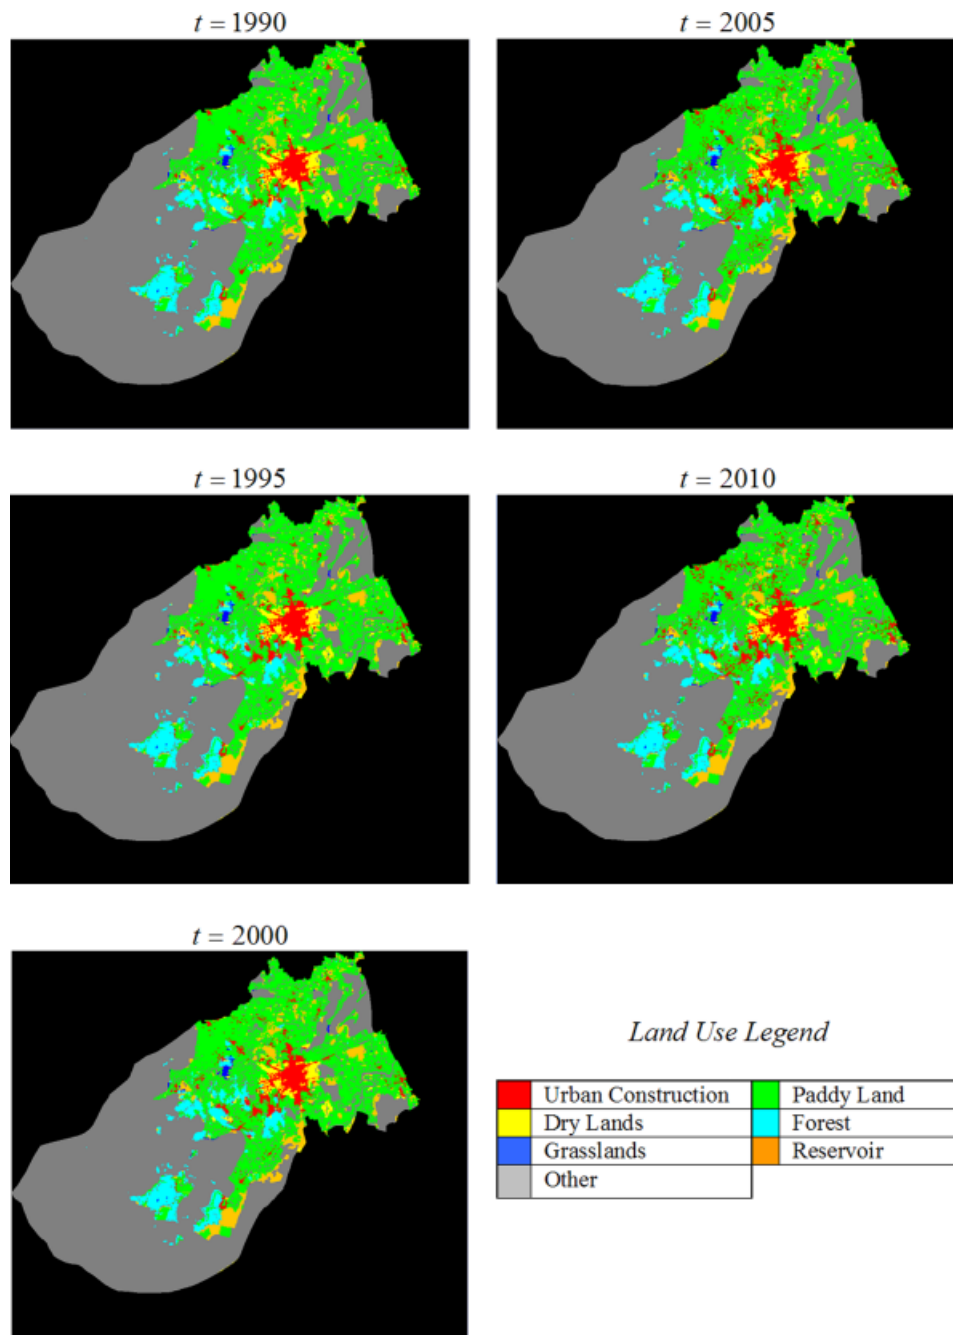 t = 1990
t = 2005
t = 1995
t = 2010
t = 2000
Land Use Legend
Urban Construction Paddy Land
Dry Lands Forest
Grasslands Reservoir
Other